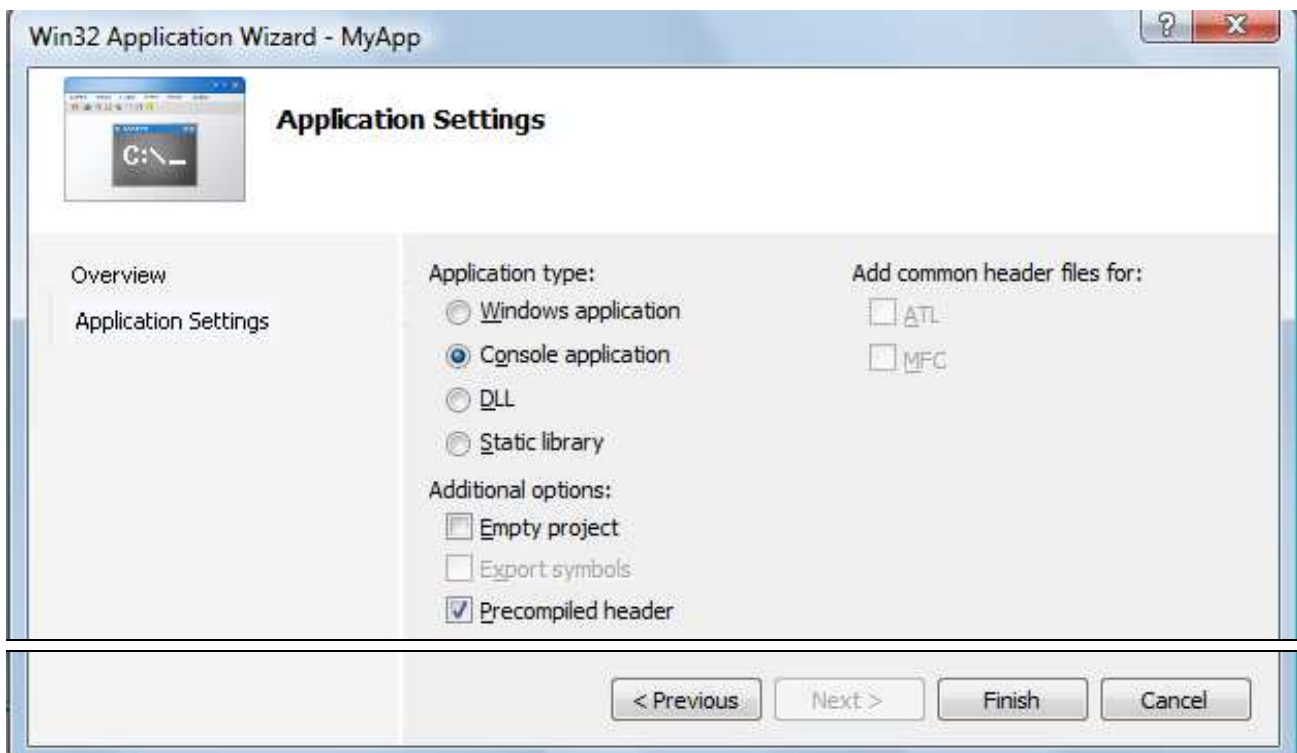 Win32 Application Wizard - MyApp
C:\_
Application Settings
Overview
Application Settings
Application type:
Windows application
Console application
DLL
Static library
Additional options:
Empty project
Export symbols
Precompiled header
Add common header files for:
ATL
MFC
< Previous
Next >
Finish
Cancel